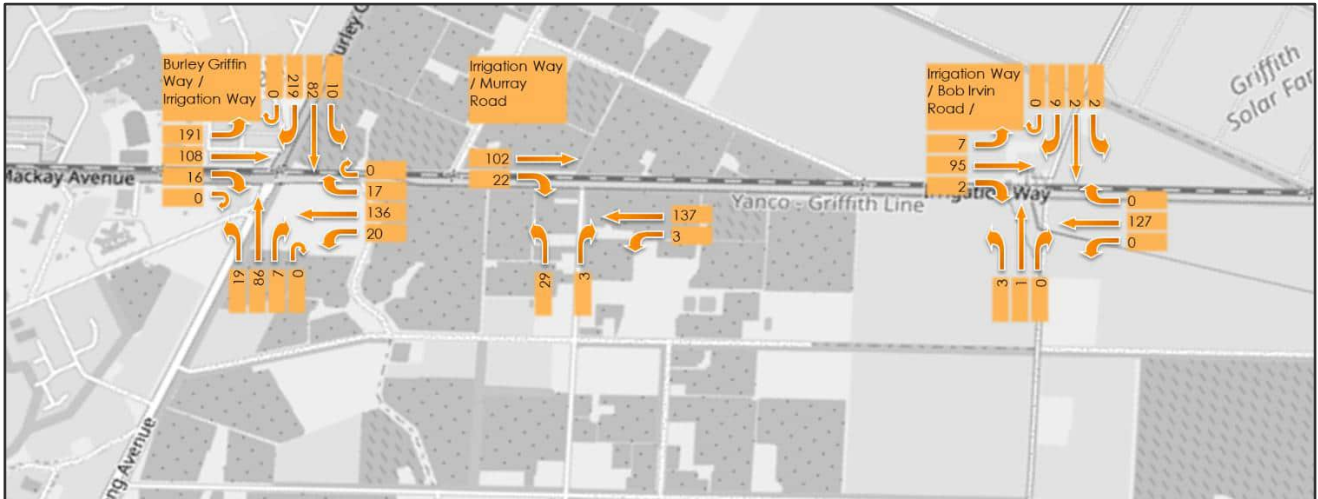 Burley Griffin
Way /
Irrigation Way
0
219
82
10
191
108
16
0
0
17
136
20
19
86
7
0
Irrigation Way
/ Murray
Road
102
22
137
3
29
3
Irrigation Way
/ Bob Irvin
Road /
0
9
2
2
7
95
2
0
127
0
3
1
0
Mackay Avenue
Yanco - Griffith Line
Irrigation Way
Griffith
Solar Far
urley G
ng Avenue